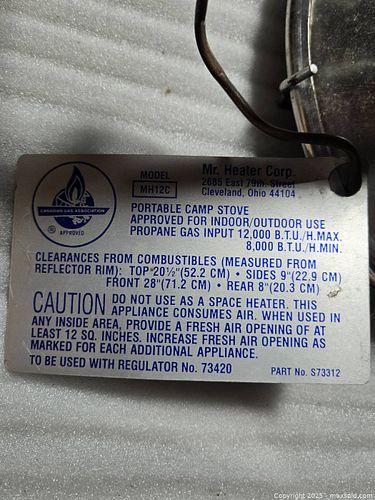 CANADIAN GAS ASSOCIATION
APPROVED
MODEL
MH12C
Mr. Heater Corp.
2685 East 79th Street
Cleveland, Ohio 44104
PORTABLE CAMP STOVE
APPROVED FOR INDOOR/OUTDOOR USE
PROPANE GAS INPUT 12,000 B.T.U./H.MAX.
8,000 B.T.U./H.MIN.
CLEARANCES FROM COMBUSTIBLES (MEASURED FROM
REFLECTOR RIM): TOP 20½" (52.2 CM) • SIDES 9" (22.9 CM)
FRONT 28" (71.2 CM) • REAR 8" (20.3 CM)
CAUTION DO NOT USE AS A SPACE HEATER. THIS
APPLIANCE CONSUMES AIR. WHEN USED IN
ANY INSIDE AREA, PROVIDE A FRESH AIR OPENING OF AT
LEAST 12 SQ. INCHES. INCREASE FRESH AIR OPENING AS
MARKED FOR EACH ADDITIONAL APPLIANCE.
TO BE USED WITH REGULATOR No. 73420
PART No. S73312
Copyright 2025 - maxsold.com